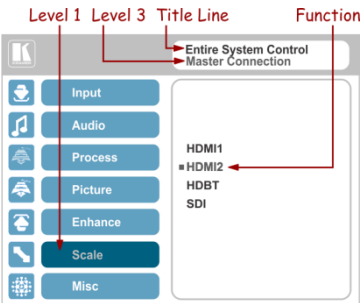 Level 1 Level 3 Title Line Function
Entire System Control
Master Connection
Input
Audio
Process
Picture
Enhance
Scale
Misc
HDMI1
HDMI2
HDBT
SDI